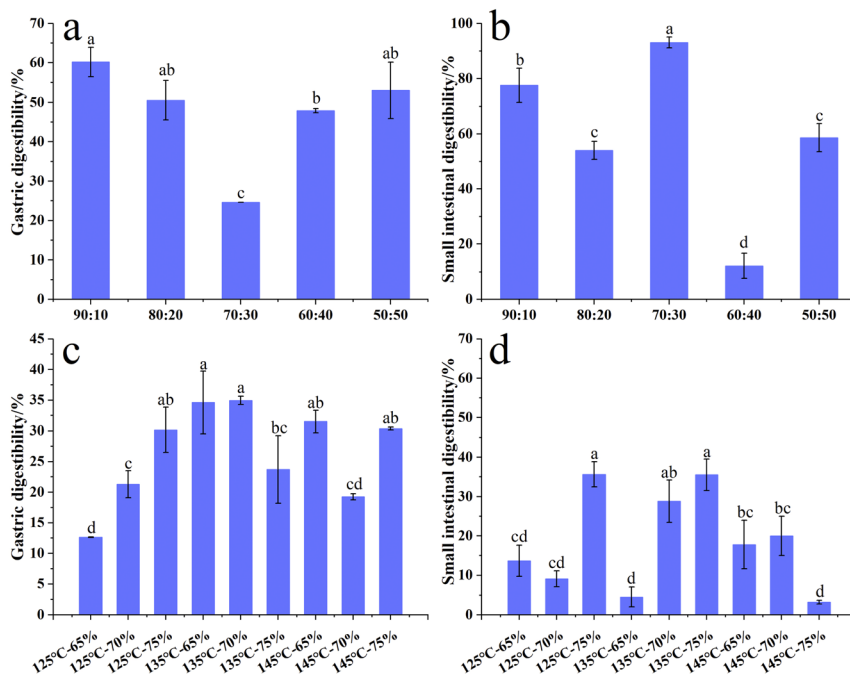 a
Gastric digestibility/%
70
60
50
40
30
20
10
0
a
ab
c
b
ab
90:10 80:20 70:30 60:40 50:50
b
Small intestinal digestibility/%
100
80
60
40
20
0
b
c
a
d
c
90:10 80:20 70:30 60:40 50:50
c
Gastric digestibility/%
45
40
35
30
25
20
15
10
5
0
d
c
ab
a
a
bc
ab
cd
ab
125°C-65%
125°C-70%
125°C-75%
135°C-65%
135°C-70%
135°C-75%
145°C-65%
145°C-70%
145°C-75%
d
Small intestinal digestibility/%
70
60
50
40
30
20
10
0
cd
cd
a
d
ab
a
bc
bc
d
125°C-65%
125°C-70%
125°C-75%
135°C-65%
135°C-70%
135°C-75%
145°C-65%
145°C-70%
145°C-75%